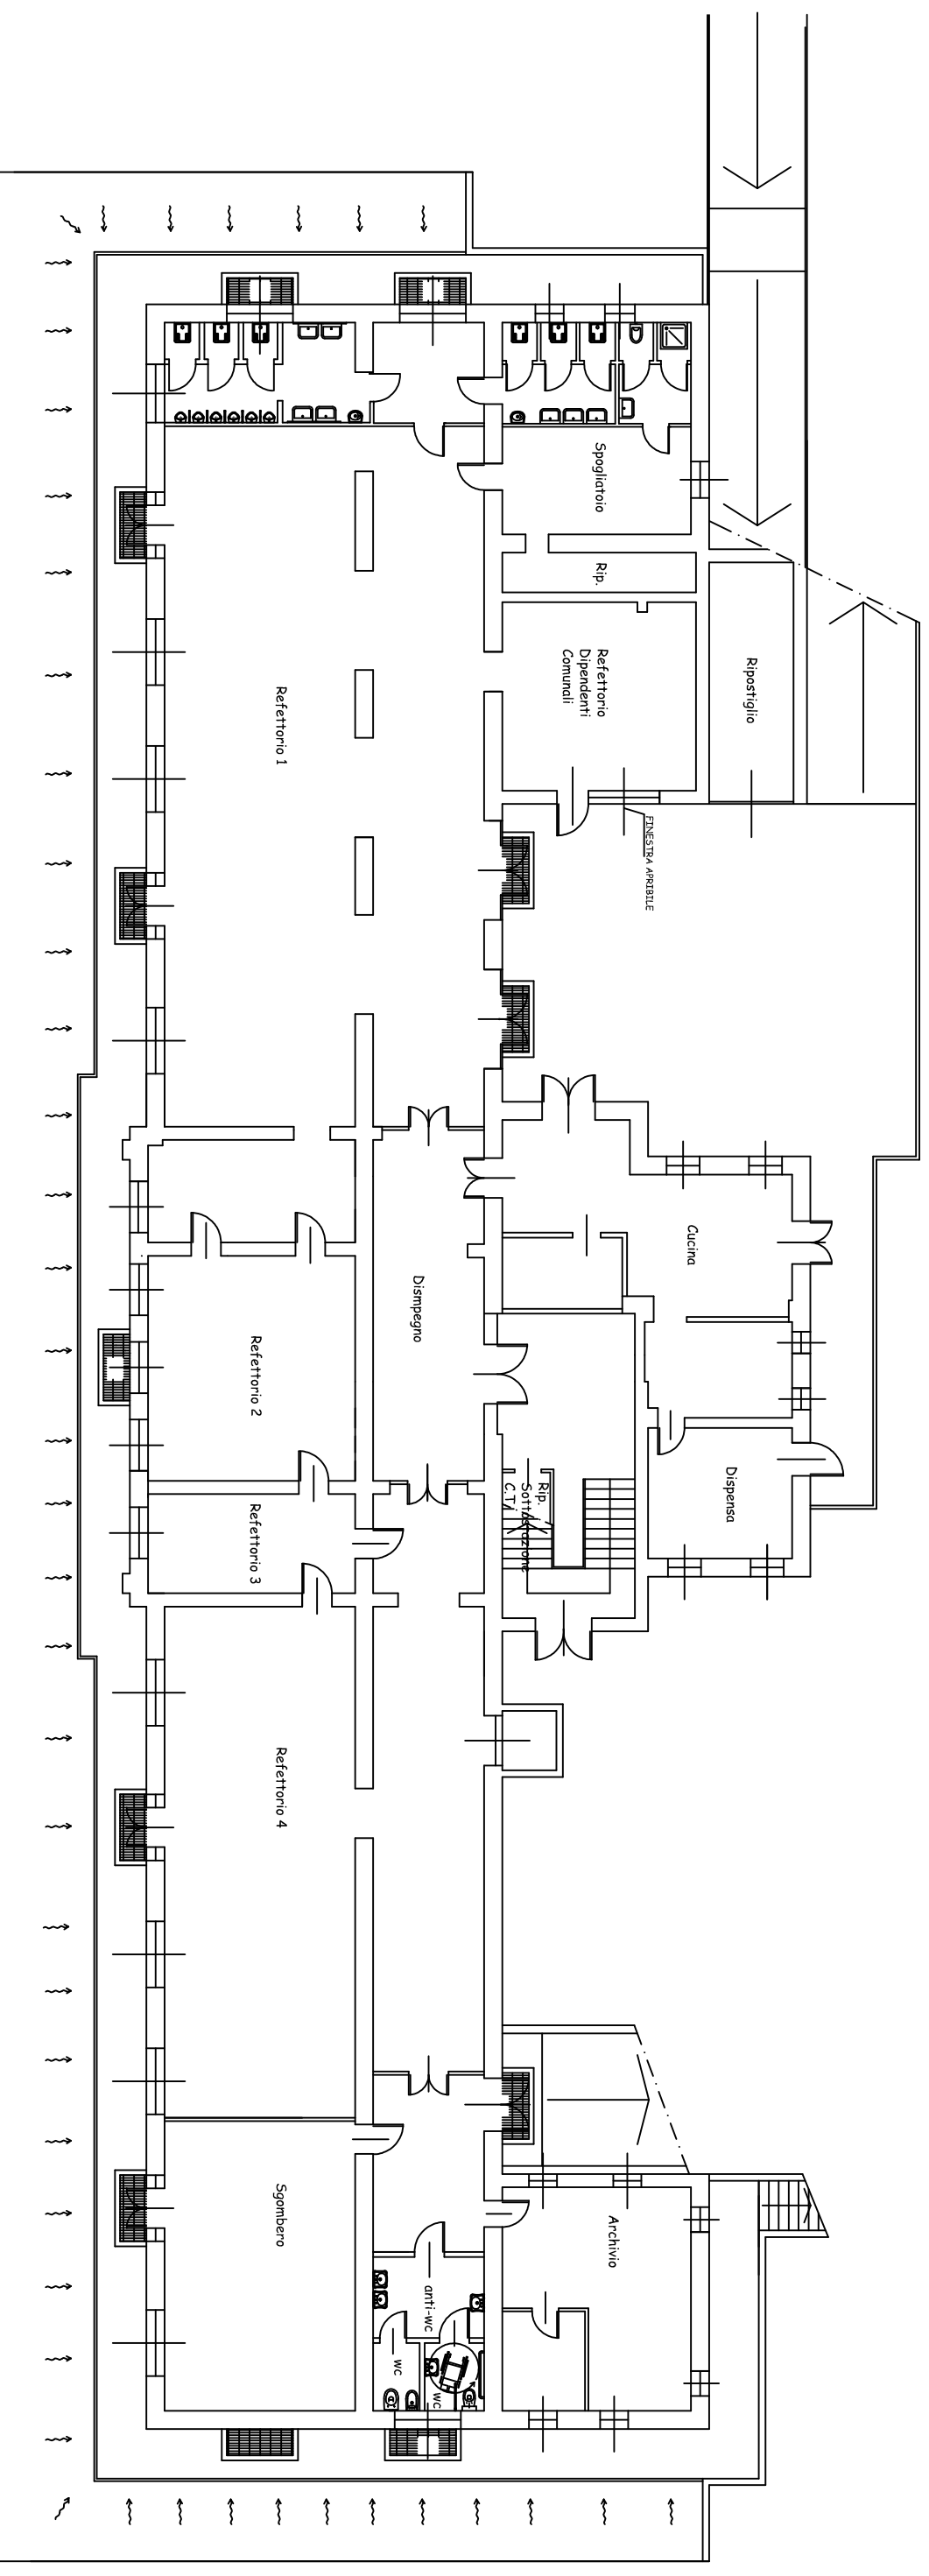 Spogliatoio
Rip.
Refettorio
Dipendenti
Comunali
Ripostiglio
Refettorio 1
FINESTRA APRIBILE
Cucina
Dismpegno
Refettorio 2
Dispensa
Rip.
Sottostazione
C.T.
Refettorio 3
Refettorio 4
Sgombero
Archivio
anti-wc
wc
wc